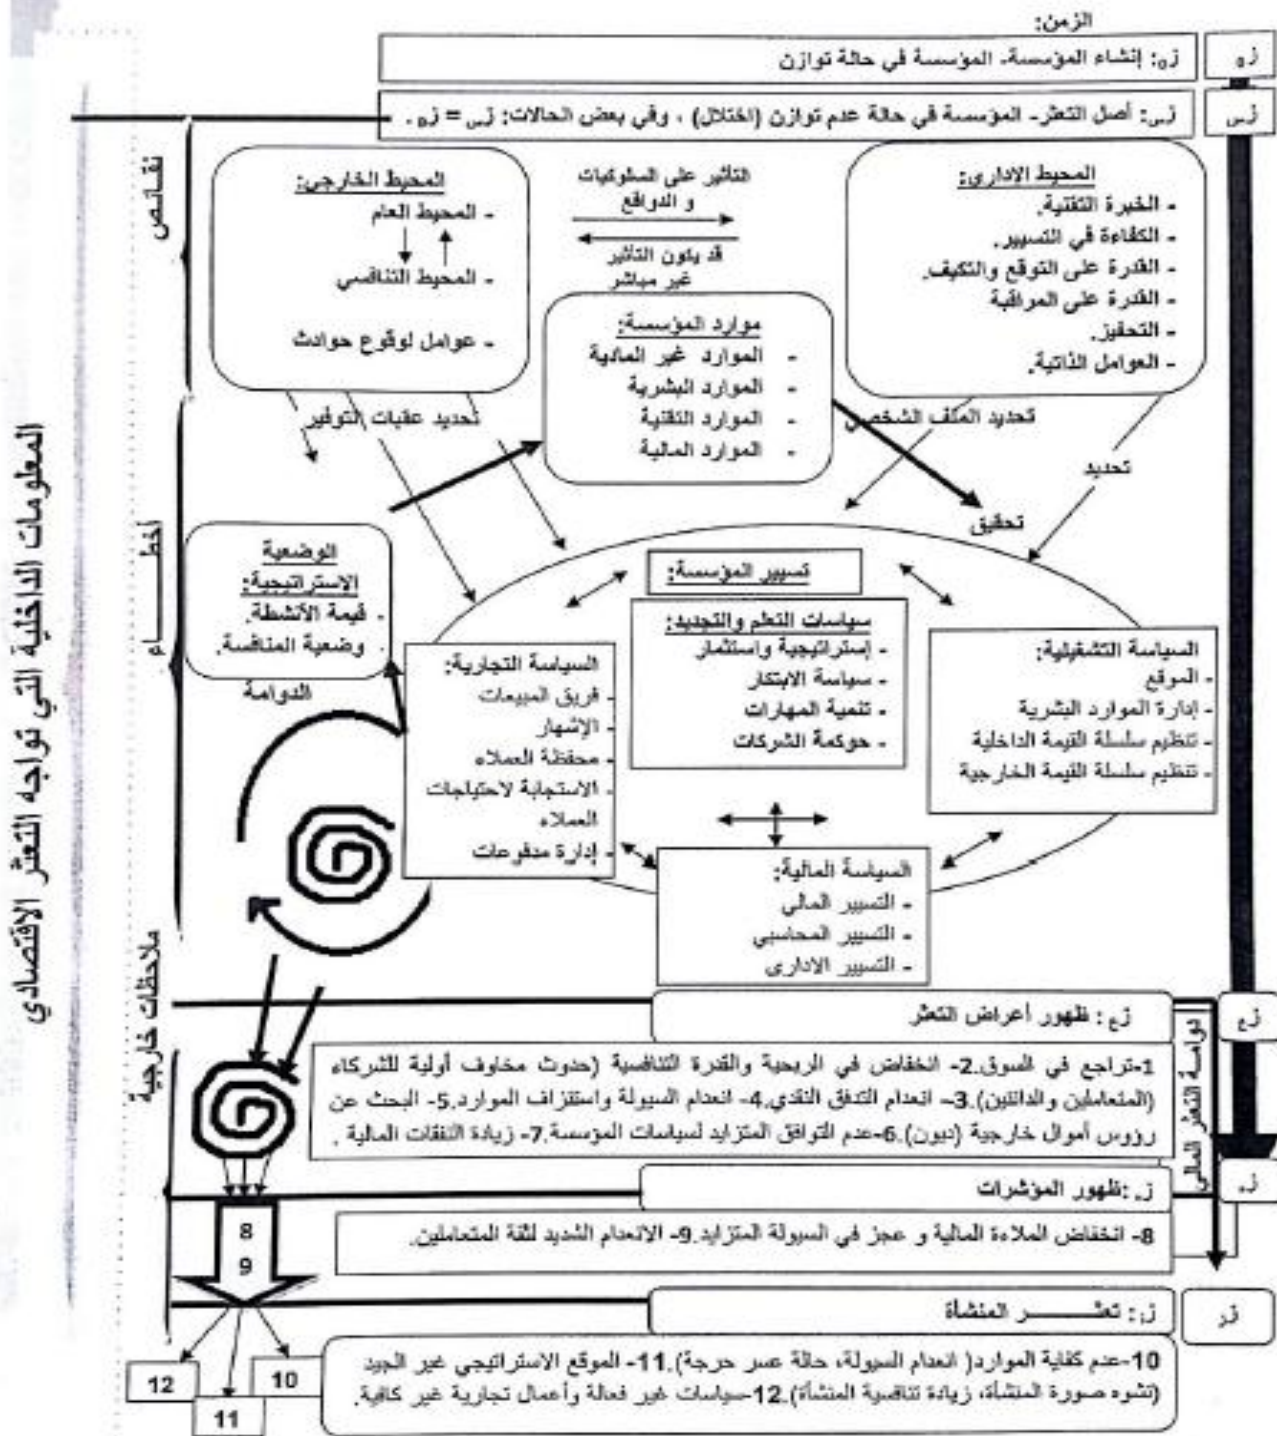 الزمن:
ز0
ز0: إنشاء المؤسسة- المؤسسة في حالة توازن
زس
زس: أصل التعثر- المؤسسة في حالة عدم توازن (اختلال) ، وفي بعض الحالات: زس = ز0 .
نقائص
المحيط الإداري:
- الخبرة التقنية.
- الكفاءة في التسيير.
- القدرة على التوقع والتكيف.
- القدرة على المراقبة
- التحفيز.
- العوامل الذاتية.
التأثير على السلوكيات
و الدوافع
قد يكون التأثير
غير مباشر
المحيط الخارجي:
- المحيط العام
- المحيط التنافسي
- عوامل لوقوع حوادث
موارد المؤسسة:
- الموارد غير المادية
- الموارد البشرية
- الموارد التقنية
- الموارد المالية
تحديد الملف الشخصي
تحديد عقبات التوفير
تحديد
تحقيق
أخطـــاء
الوضعية
الإستراتيجية:
- قيمة الأنشطة.
- وضعية المنافسة.
الدوامة
تسيير المؤسسة:
سياسات التعلم والتجديد:
- إستراتيجية واستثمار
- سياسة الابتكار
- تنمية المهارات
- حوكمة الشركات
السياسة التشغيلية:
- الموقع
- إدارة الموارد البشرية
- تنظيم سلسلة القيمة الداخلية
- تنظيم سلسلة القيمة الخارجية
السياسة التجارية:
- فريق المبيعات
- الإشهار
- محفظة العملاء
- الاستجابة لاحتياجات
العملاء
- إدارة مدفوعات
السياسة المالية:
- التسيير المالي
- التسيير المحاسبي
- التسيير الاداري
المعلومات الداخلية التي تواجه التعثر الاقتصادي
ملاحظات خارجية
زع
زع: ظهور أعراض التعثر
دوامة التعثر المالي
1-تراجع في السوق.2- انخفاض في الربحية والقدرة التنافسية (حدوث مخاوف أولية للشركاء
(المتعاملين والدائنين).3- انعدام التدفق النقدي.4- انعدام السيولة واستنزاف الموارد.5- البحث عن
رؤوس أموال خارجية (ديون).6-عدم التوافق المتزايد لسياسات المؤسسة.7- زيادة النفقات المالية .
ظهور المؤشرات
8- انخفاض الملاءة المالية و عجز في السيولة المتزايد.9- الانعدام الشديد لثقة المتعاملين.
8
9
تعثـــــــر المنشأة
10-عدم كفاية الموارد( انعدام السيولة، حالة عسر حرجة).11- الموقع الاستراتيجي غير الجيد
(تشوه صورة المنشأة، زيادة تنافسية المنشأة).12-سياسات غير فعالة وأعمال تجارية غير كافية.
10
11
12